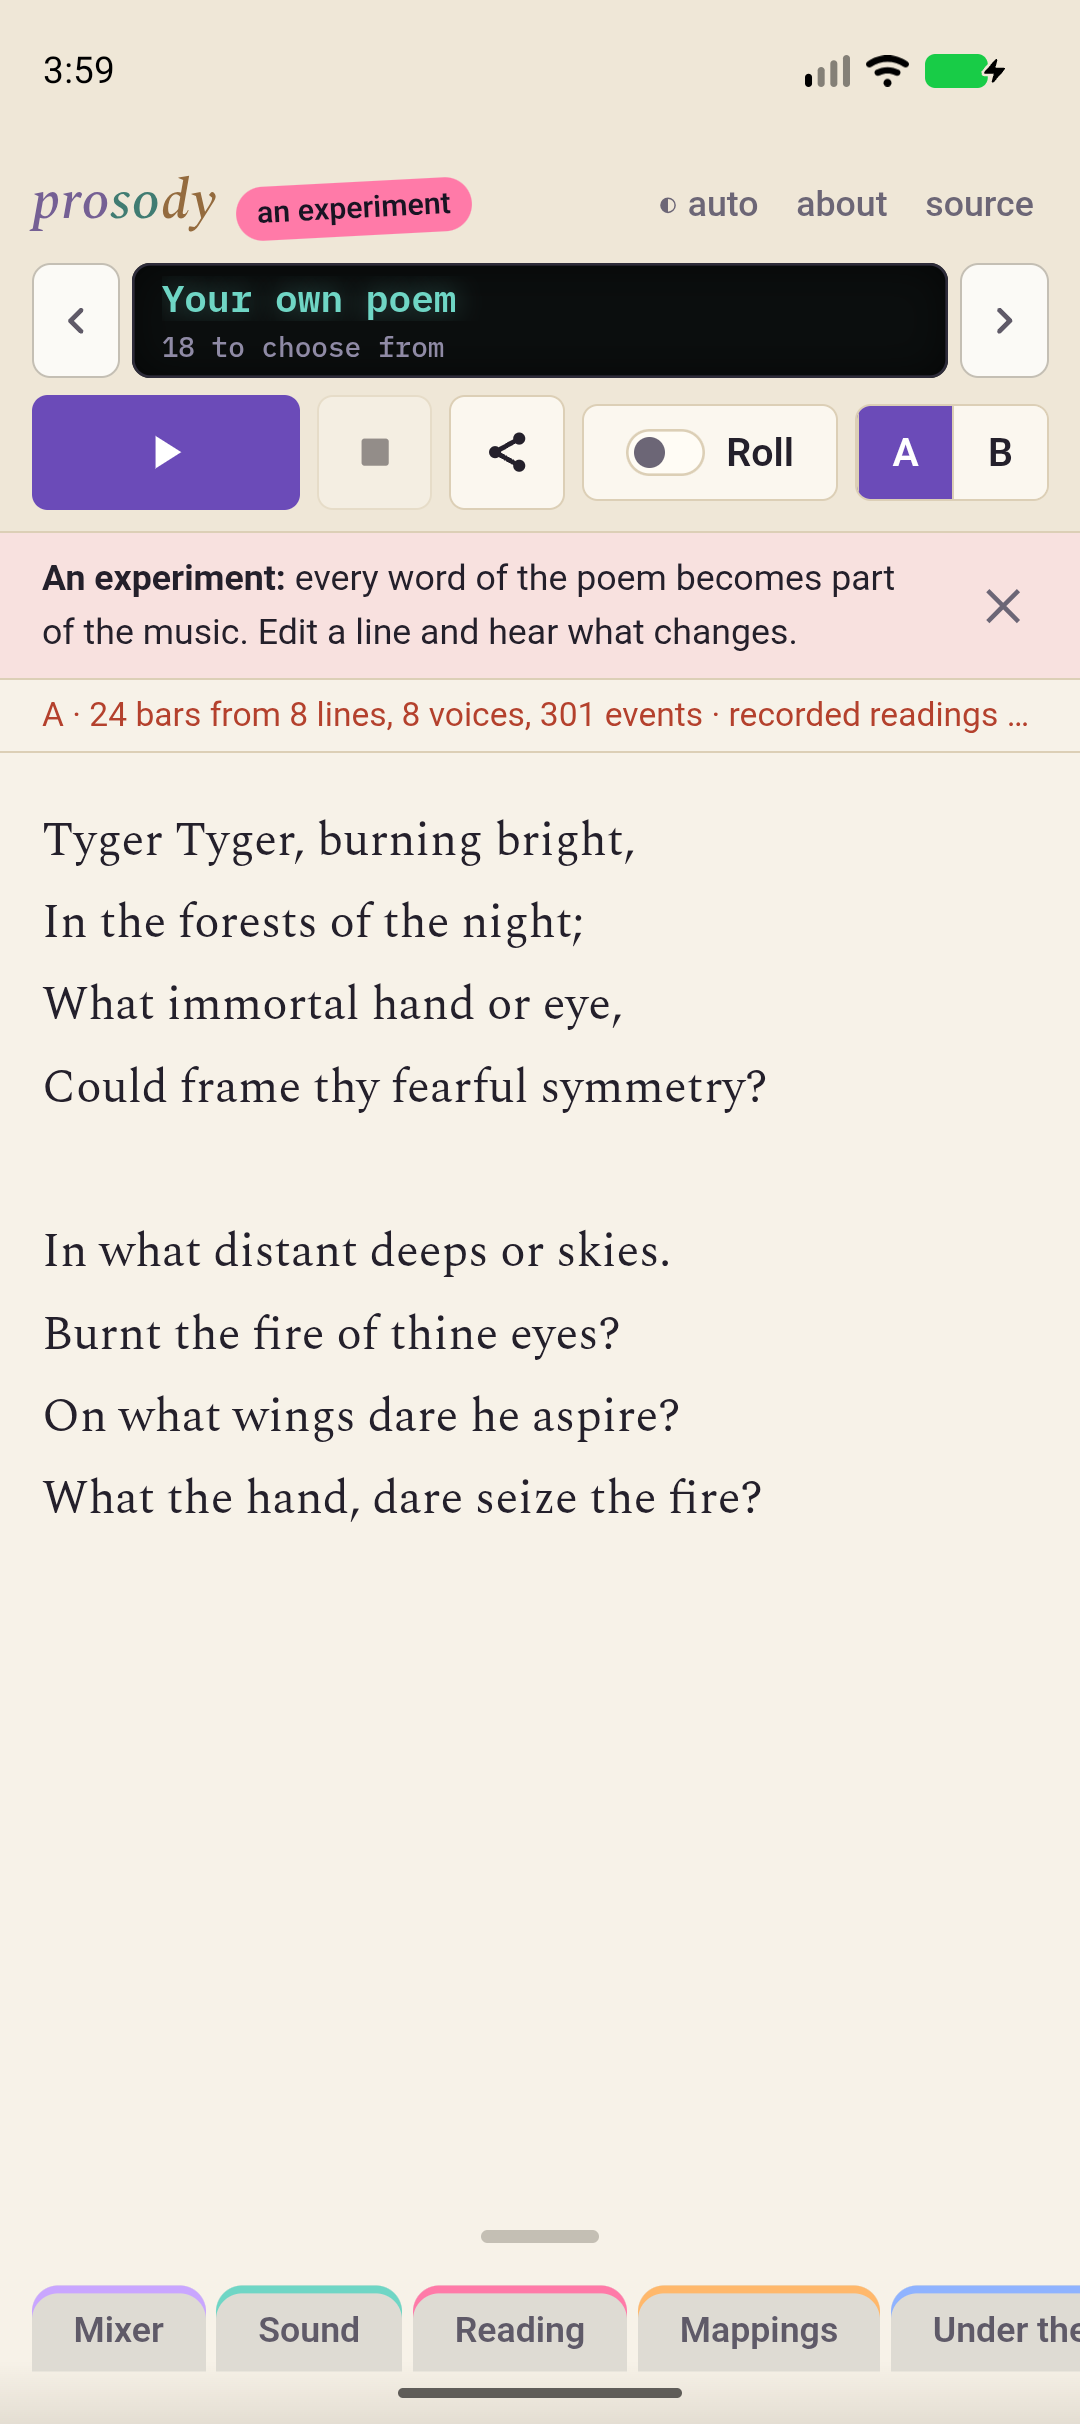 3:59
prosody an experiment auto about source
Your own poem
18 to choose from
Roll A B
An experiment: every word of the poem becomes part
of the music. Edit a line and hear what changes.
A · 24 bars from 8 lines, 8 voices, 301 events · recorded readings ...
Tyger Tyger, burning bright,
In the forests of the night;
What immortal hand or eye,
Could frame thy fearful symmetry?
In what distant deeps or skies.
Burnt the fire of thine eyes?
On what wings dare he aspire?
What the hand, dare seize the fire?
Mixer Sound Reading Mappings Under the